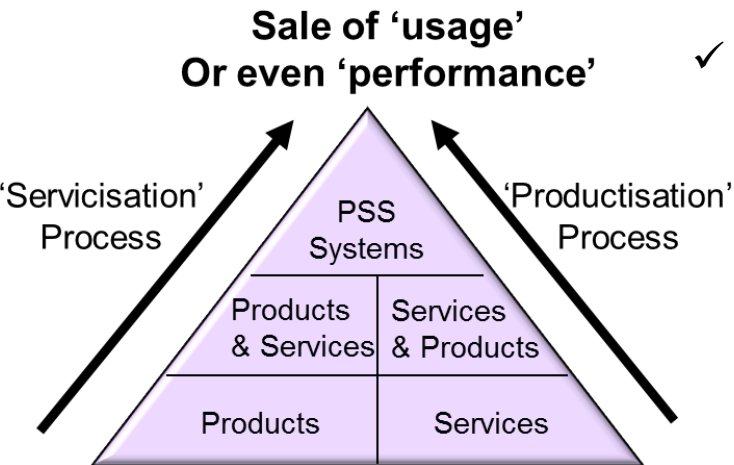 Sale of ‘usage’
Or even ‘performance’
✓
‘Servicisation’
Process
‘Productisation’
Process
PSS
Systems
Products
& Services
Services
& Products
Products
Services